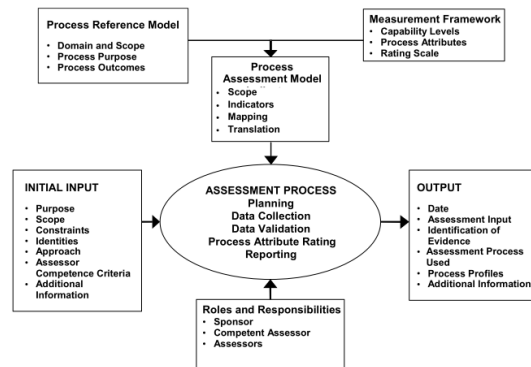 Process Reference Model
• Domain and Scope
• Process Purpose
• Process Outcomes
Measurement Framework
• Capability Levels
• Process Attributes
• Rating Scale
Process
Assessment Model
• Scope
• Indicators
• Mapping
• Translation
INITIAL INPUT
• Purpose
• Scope
• Constraints
• Identities
• Approach
• Assessor
Competence Criteria
• Additional
Information
ASSESSMENT PROCESS
Planning
Data Collection
Data Validation
Process Attribute Rating
Reporting
OUTPUT
• Date
• Assessment Input
• Identification of
Evidence
• Assessment Process
Used
• Process Profiles
• Additional Information
Roles and Responsibilities
• Sponsor
• Competent Assessor
• Assessors